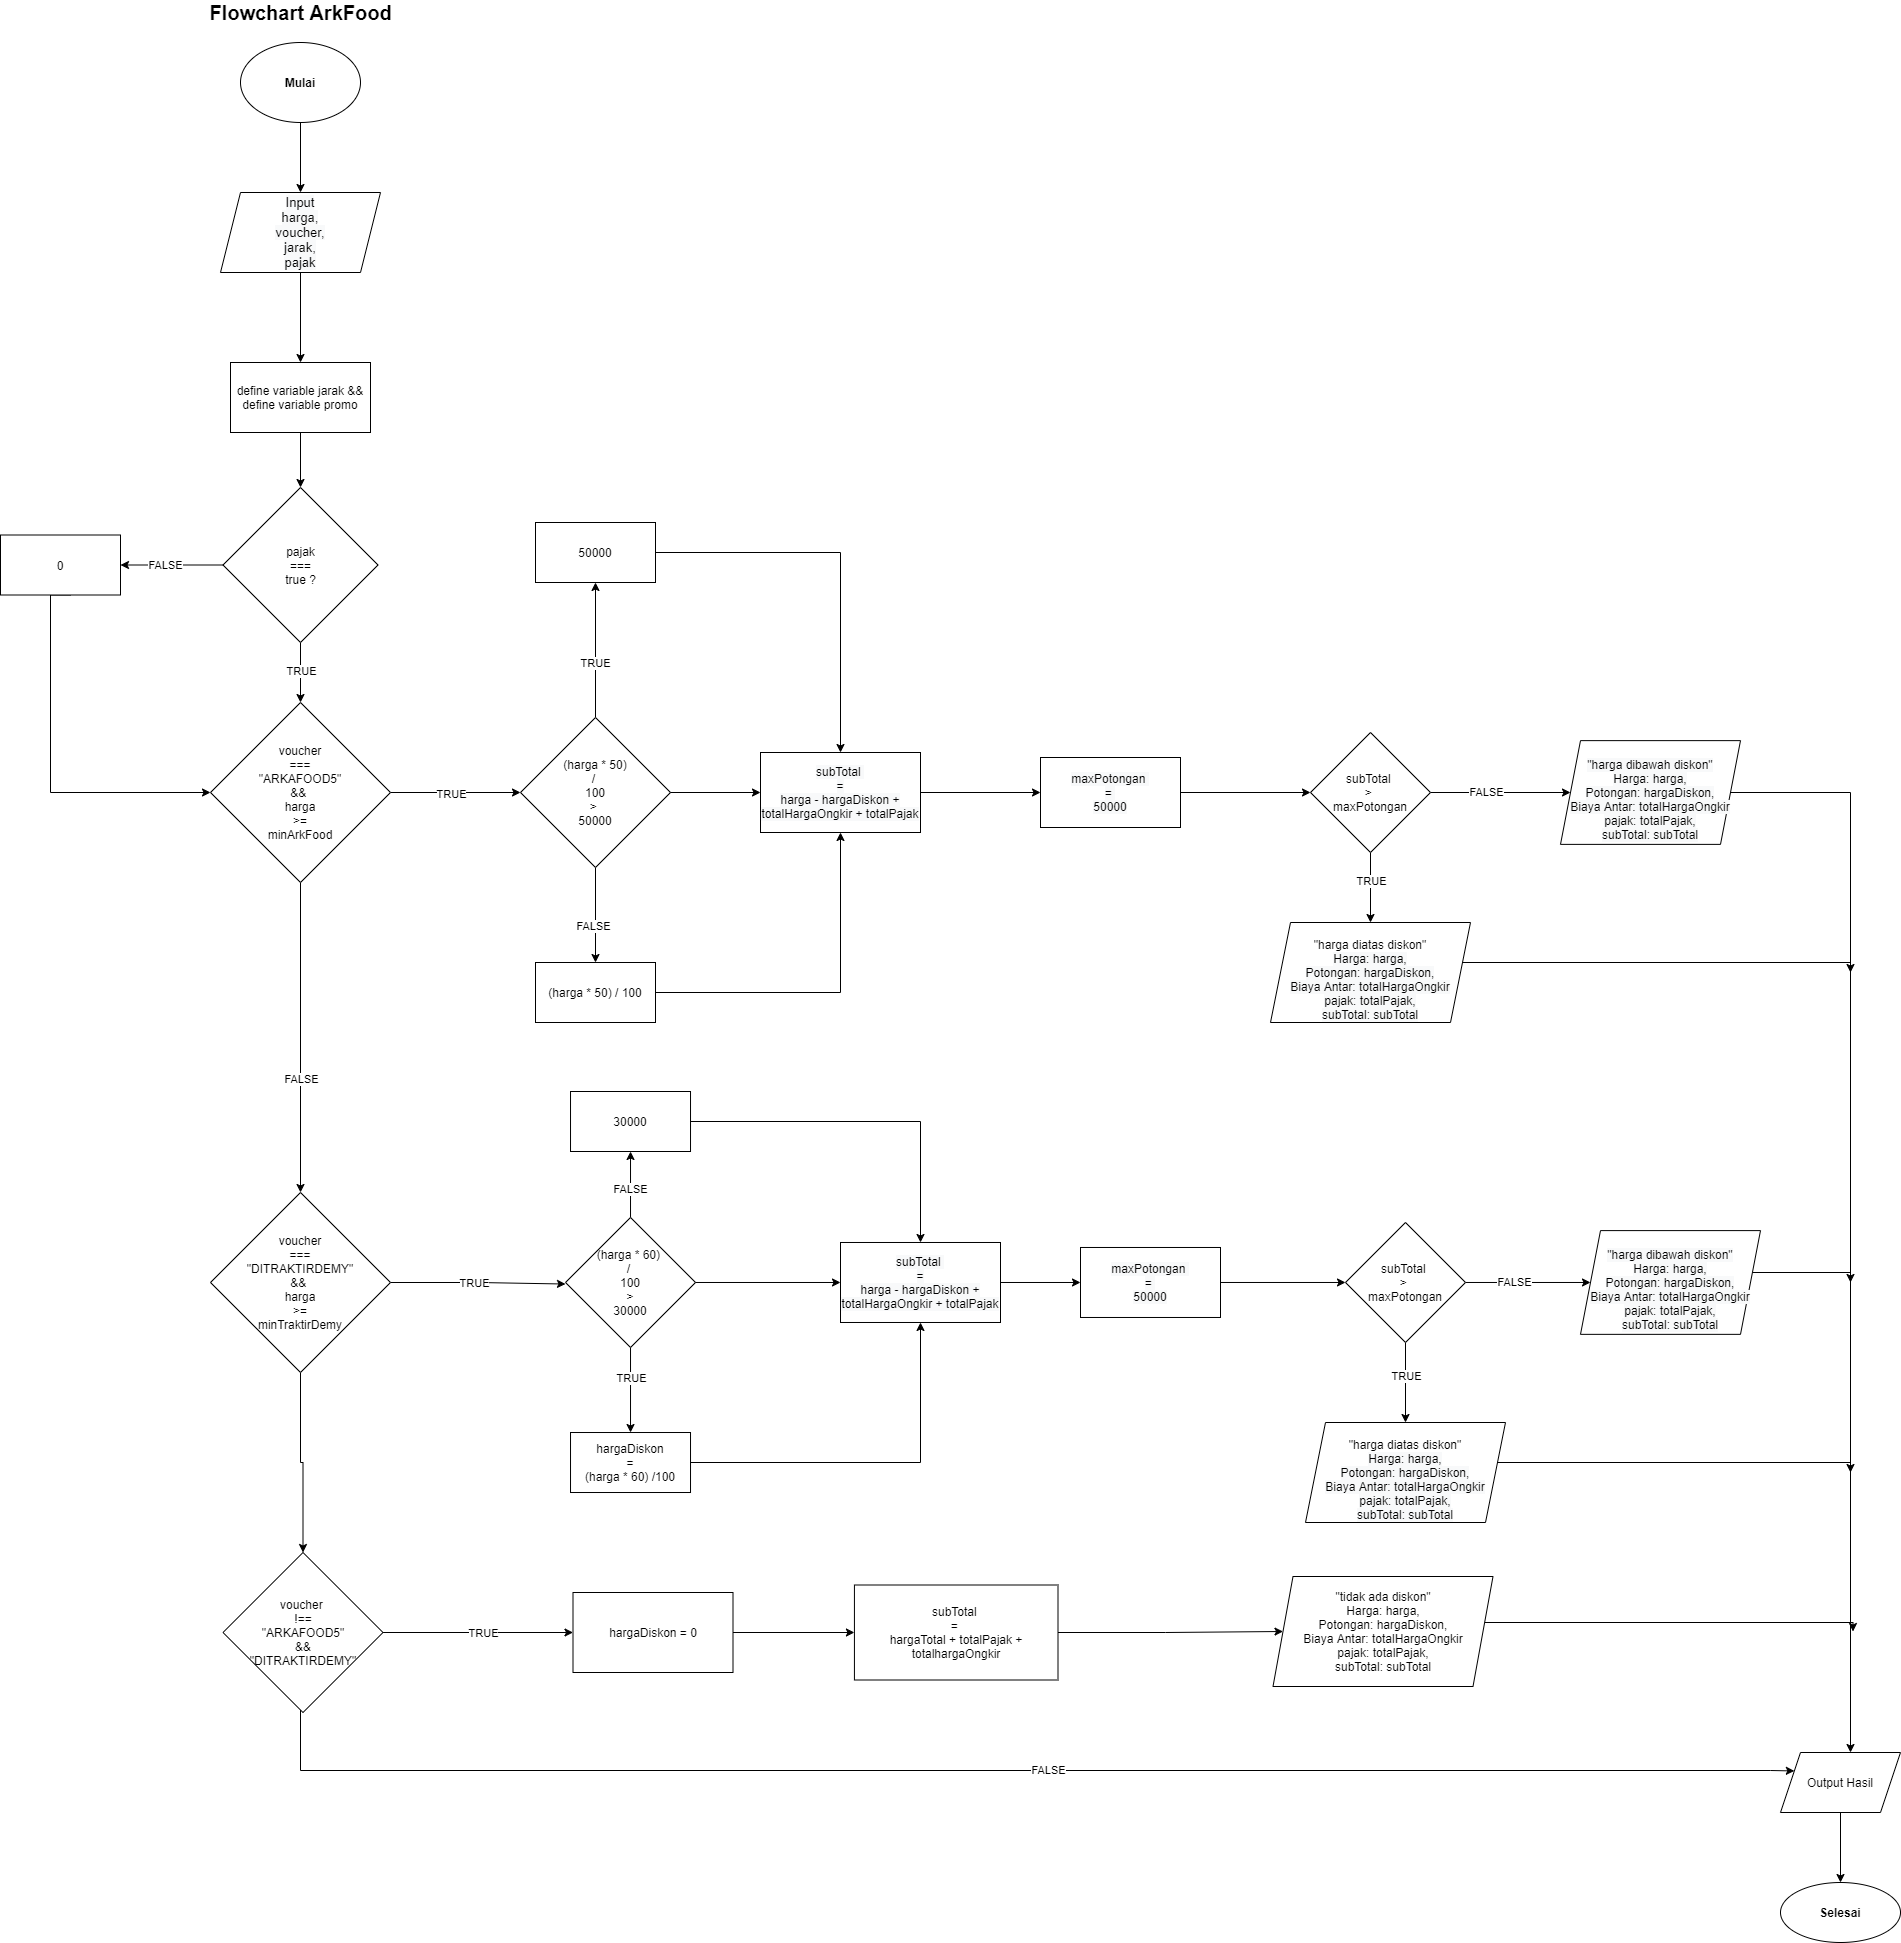 Flowchart ArkFood
Mulai
Input
harga,
voucher,
jarak,
pajak
define variable jarak &&
define variable promo
pajak
===
true ?
FALSE
0
TRUE
voucher
===
"ARKAFOOD5"
&&
harga
>=
minArkFood
TRUE
(harga * 50)
/
100
>
50000
TRUE
50000
FALSE
(harga * 50) / 100
subTotal
=
harga - hargaDiskon +
totalHargaOngkir + totalPajak
maxPotongan
=
50000
subTotal
>
maxPotongan
FALSE
"harga dibawah diskon"
Harga: harga,
Potongan: hargaDiskon,
Biaya Antar: totalHargaOngkir
pajak: totalPajak,
subTotal: subTotal
TRUE
"harga diatas diskon"
Harga: harga,
Potongan: hargaDiskon,
Biaya Antar: totalHargaOngkir
pajak: totalPajak,
subTotal: subTotal
FALSE
voucher
===
"DITRAKTIRDEMY"
&&
harga
>=
minTraktirDemy
TRUE
(harga * 60)
/
100
>
30000
FALSE
30000
TRUE
hargaDiskon
=
(harga * 60) /100
subTotal
=
harga - hargaDiskon +
totalHargaOngkir + totalPajak
maxPotongan
=
50000
subTotal
>
maxPotongan
FALSE
"harga dibawah diskon"
Harga: harga,
Potongan: hargaDiskon,
Biaya Antar: totalHargaOngkir
pajak: totalPajak,
subTotal: subTotal
TRUE
"harga diatas diskon"
Harga: harga,
Potongan: hargaDiskon,
Biaya Antar: totalHargaOngkir
pajak: totalPajak,
subTotal: subTotal
voucher
!==
"ARKAFOOD5"
&&
"DITRAKTIRDEMY"
TRUE
hargaDiskon = 0
subTotal
=
hargaTotal + totalPajak +
totalhargaOngkir
"tidak ada diskon"
Harga: harga,
Potongan: hargaDiskon,
Biaya Antar: totalHargaOngkir
pajak: totalPajak,
subTotal: subTotal
FALSE
Output Hasil
Selesai